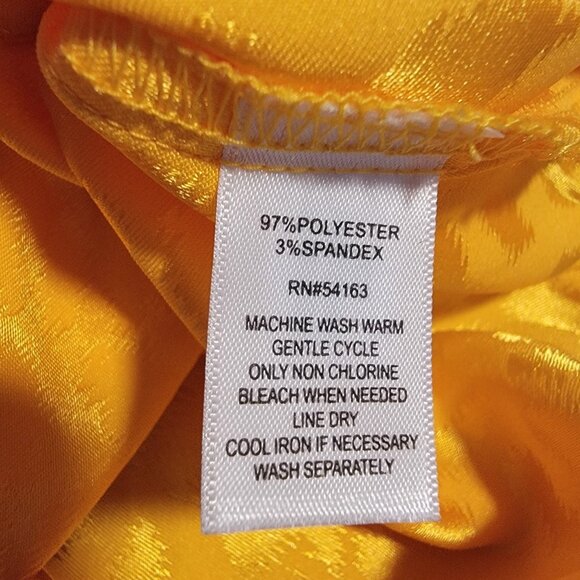 97%POLYESTER
3%SPANDEX
RN#54163
MACHINE WASH WARM
GENTLE CYCLE
ONLY NON CHLORINE
BLEACH WHEN NEEDED
LINE DRY
COOL IRON IF NECESSARY
WASH SEPARATELY